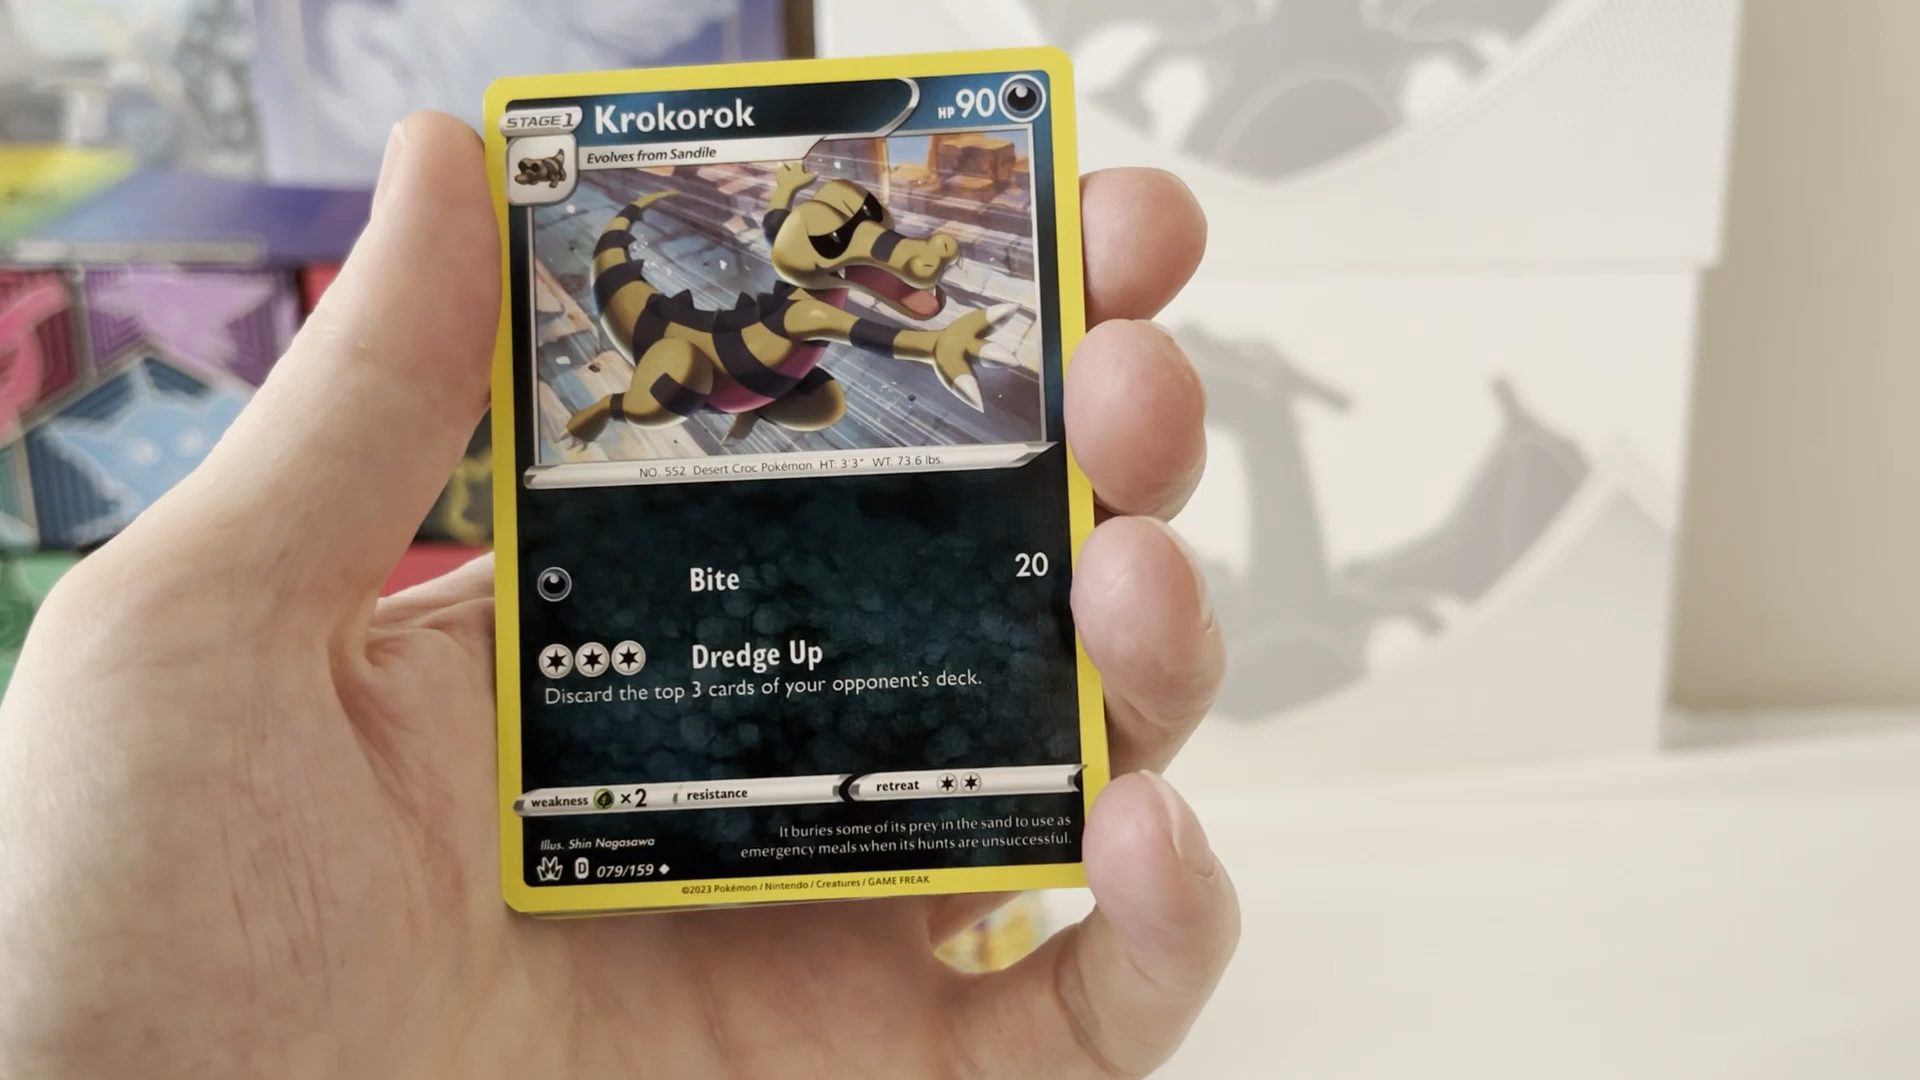 STAGE 1
Krokorok
HP 90
Evolves from Sandile
NO. 552 Desert Croc Pokémon HT: 3'3" WT: 73.6 lbs.
Bite 20
Dredge Up
Discard the top 3 cards of your opponent's deck.
weakness ×2 resistance retreat
It buries some of its prey in the sand to use as
emergency meals when its hunts are unsuccessful.
Illus. Shin Nagasawa
D 079/159
©2023 Pokémon / Nintendo / Creatures / GAME FREAK